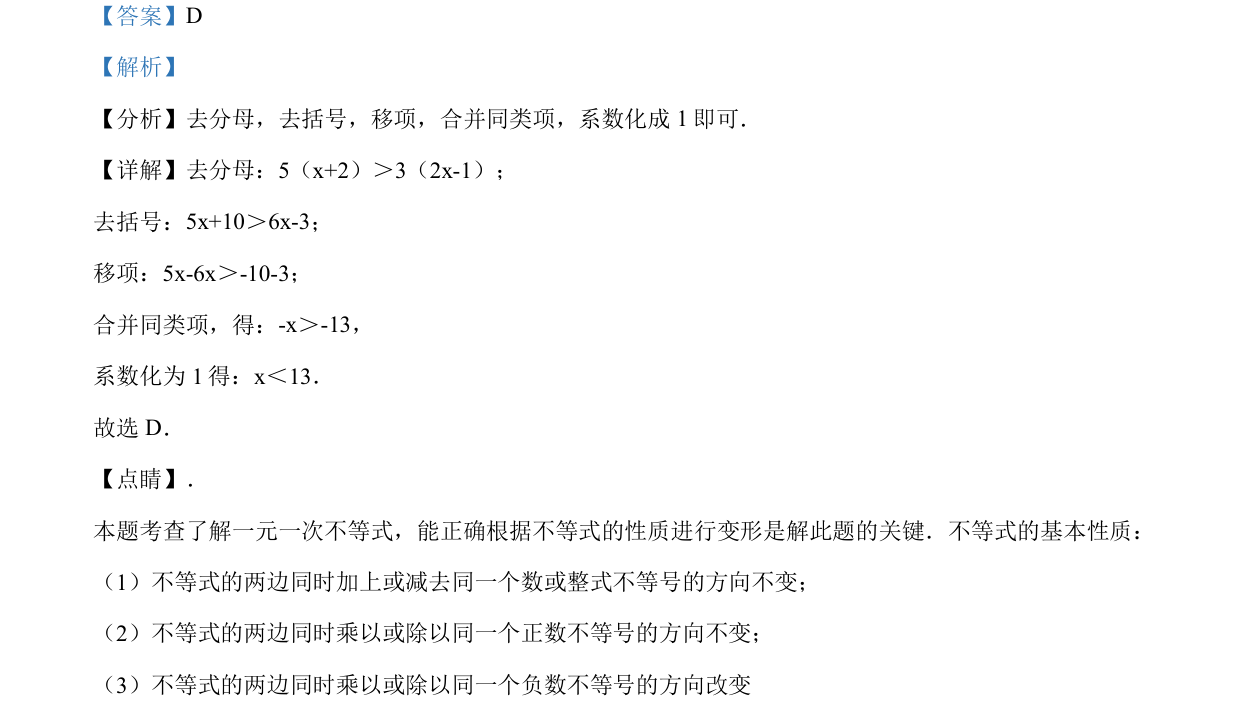 【答案】D
【解析】
【分析】去分母，去括号，移项，合并同类项，系数化成 1 即可．
【详解】去分母：5（x+2）＞3（2x-1）；
去括号：5x+10＞6x-3；
移项：5x-6x＞-10-3；
合并同类项，得：-x＞-13，
系数化为 1 得：x＜13．
故选 D．
【点睛】．
本题考查了解一元一次不等式，能正确根据不等式的性质进行变形是解此题的关键．不等式的基本性质：
（1）不等式的两边同时加上或减去同一个数或整式不等号的方向不变；
（2）不等式的两边同时乘以或除以同一个正数不等号的方向不变；
（3）不等式的两边同时乘以或除以同一个负数不等号的方向改变